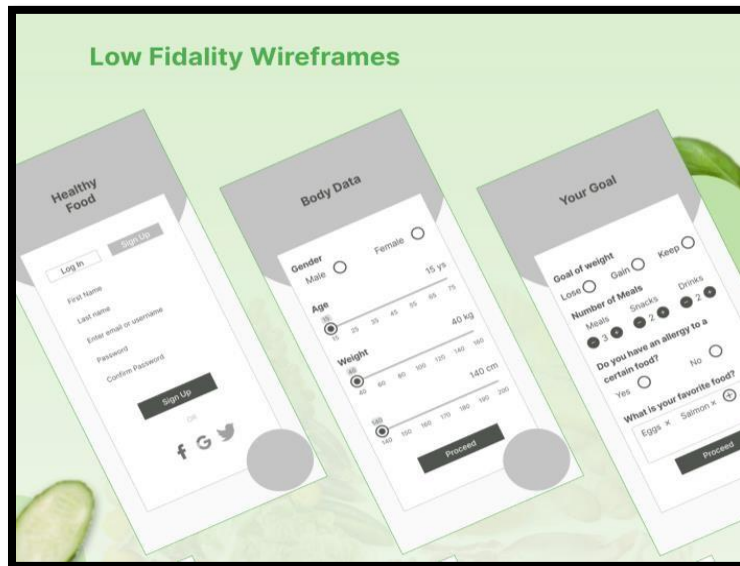 Low Fidality Wireframes
Healthy
Food
Log In
Sign Up
First Name
Last name
Enter email or username
Password
Confirm Password
Sign Up
OR
Body Data
Gender
Male
Female
Age
15 ys
15
15 25 35 45 55 65 75
Weight
40 kg
40
40 60 80 100 120 140 160
140 cm
140
140 150 160 170 180 190 200
Proceed
Your Goal
Goal of weight
Lose
Gain
Keep
Number of Meals
Meals
Snacks
Drinks
- 3 +
- 2 +
- 2 +
Do you have an allergy to a
certain food?
Yes
No
What is your favorite food?
Eggs ×
Salmon ×
Proceed